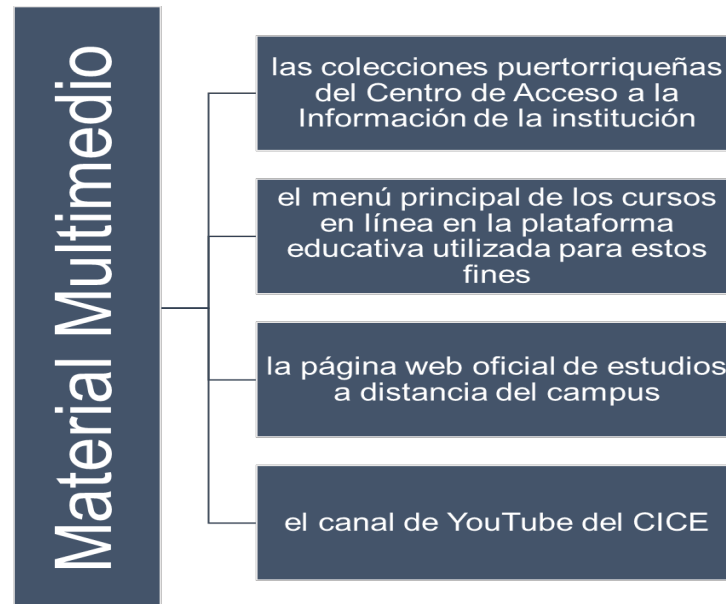 Material Multimedio
las colecciones puertorriqueñas
del Centro de Acceso a la
Información de la institución
el menú principal de los cursos
en línea en la plataforma
educativa utilizada para estos
fines
la página web oficial de estudios
a distancia del campus
el canal de YouTube del CICE